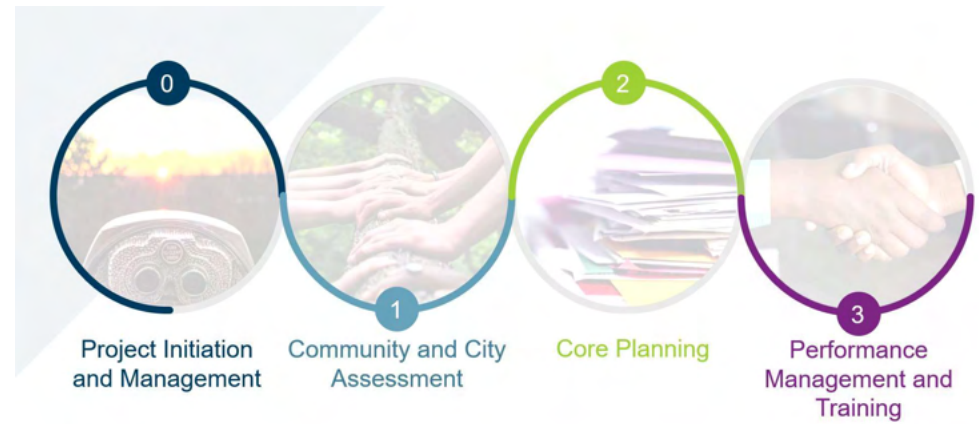 0
Project Initiation
and Management
1
Community and City
Assessment
2
Core Planning
3
Performance
Management and
Training